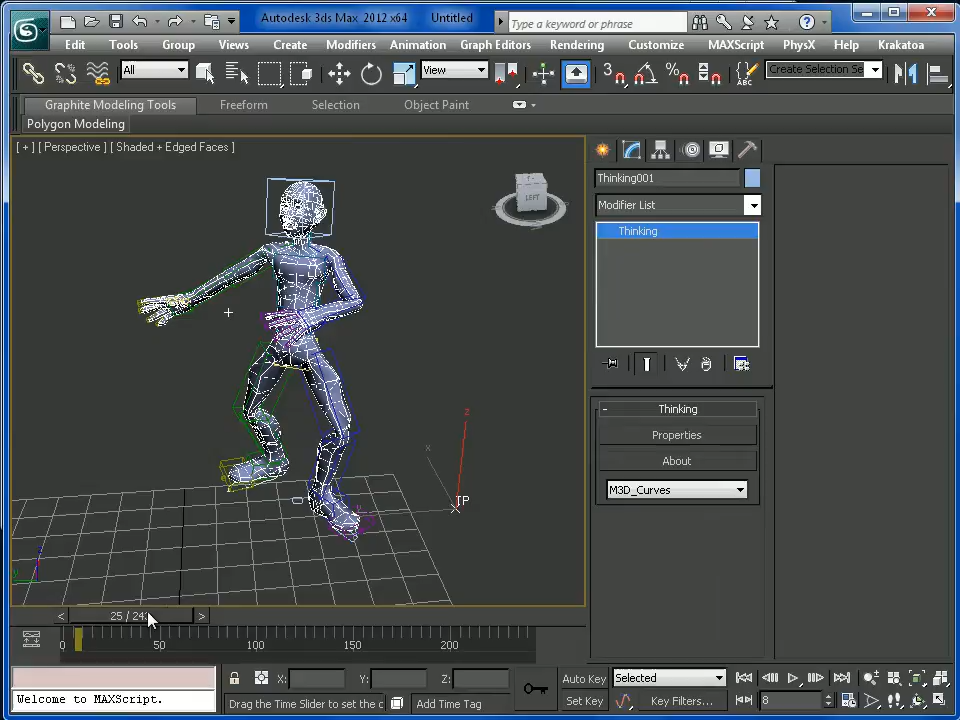 Autodesk 3ds Max 2012 x64 Untitled
Type a keyword or phrase
Edit Tools Group Views Create Modifiers Animation Graph Editors Rendering Customize MAXScript PhysX Help Krakatoa
All View 3 % ABC Create Selection Se
Graphite Modeling Tools Freeform Selection Object Paint
Polygon Modeling
[ + ] [ Perspective ] [ Shaded + Edged Faces ]
LEFT
Thinking001
Modifier List
Thinking
- Thinking
Properties
About
M3D_Curves
z
x
TP
< 25 / 24 >
0 50 100 150 200
X: Y: Z: Auto Key Selected
Welcome to MAXScript. Drag the Time Slider to set the c Add Time Tag Set Key Key Filters... 8